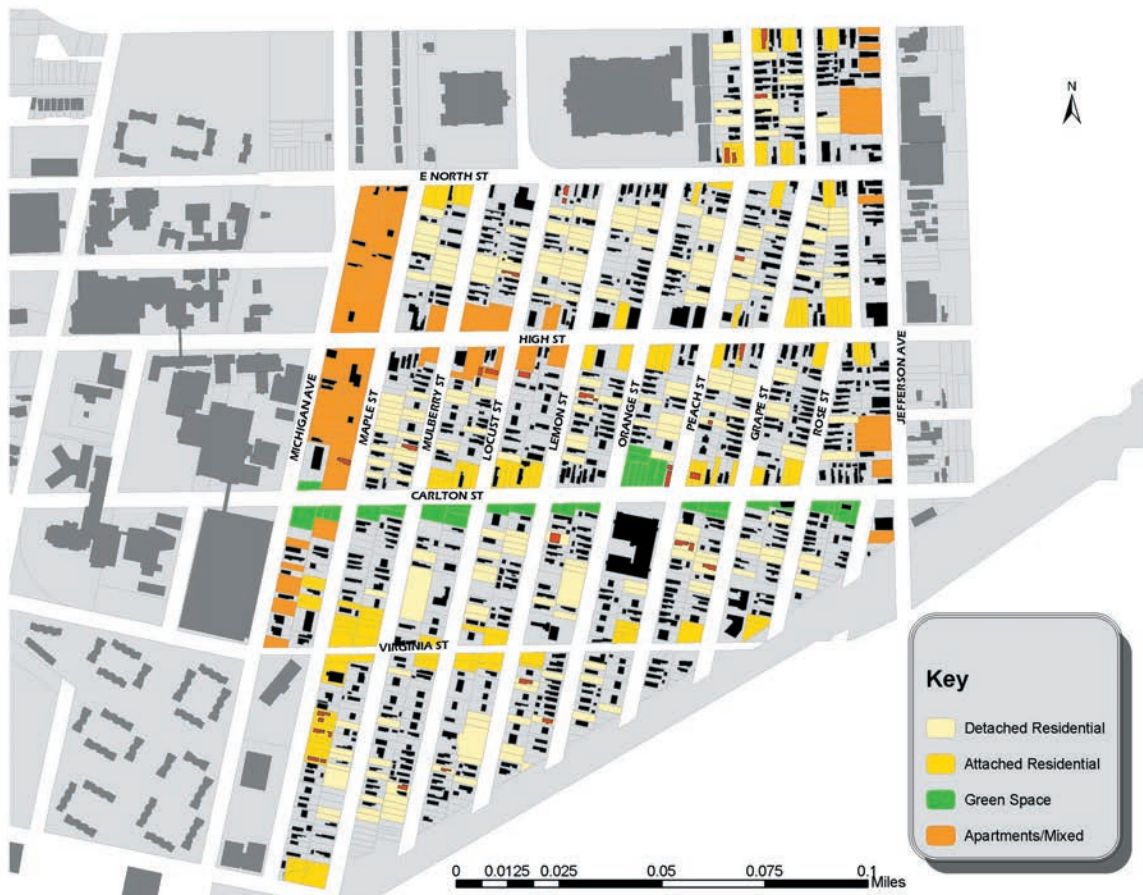 N
E NORTH ST
HIGH ST
MICHIGAN AVE
MAPLE ST
MULBERRY ST
LOCUST ST
LEMON ST
ORANGE ST
PEACH ST
GRAPE ST
ROSE ST
JEFFERSON AVE
CARLTON ST
VIRGINIA ST
Key
Detached Residential
Attached Residential
Green Space
Apartments/Mixed
0 0.0125 0.025 0.05 0.075 0.1
Miles